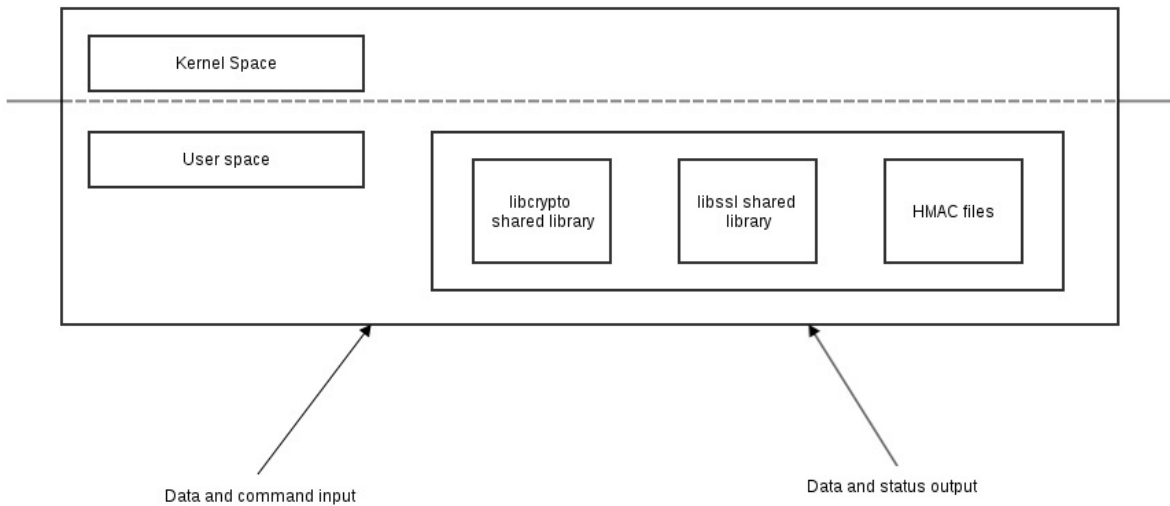 Kernel Space
User space
libcrypto
shared library
libssl shared
library
HMAC files
Data and command input
Data and status output